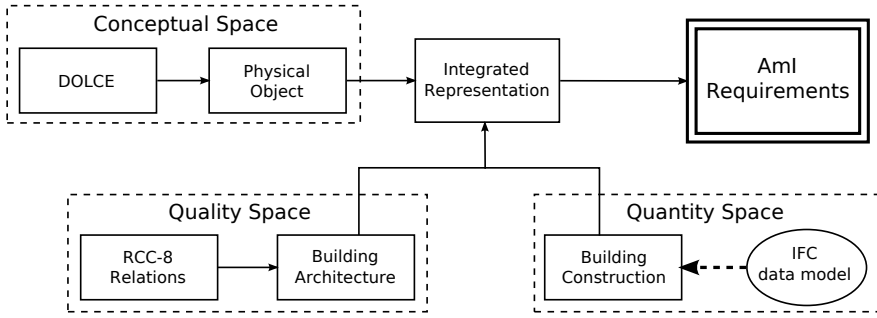 Conceptual Space
DOLCE
Physical
Object
Integrated
Representation
AmI
Requirements
Quality Space
RCC-8
Relations
Building
Architecture
Quantity Space
Building
Construction
IFC
data model